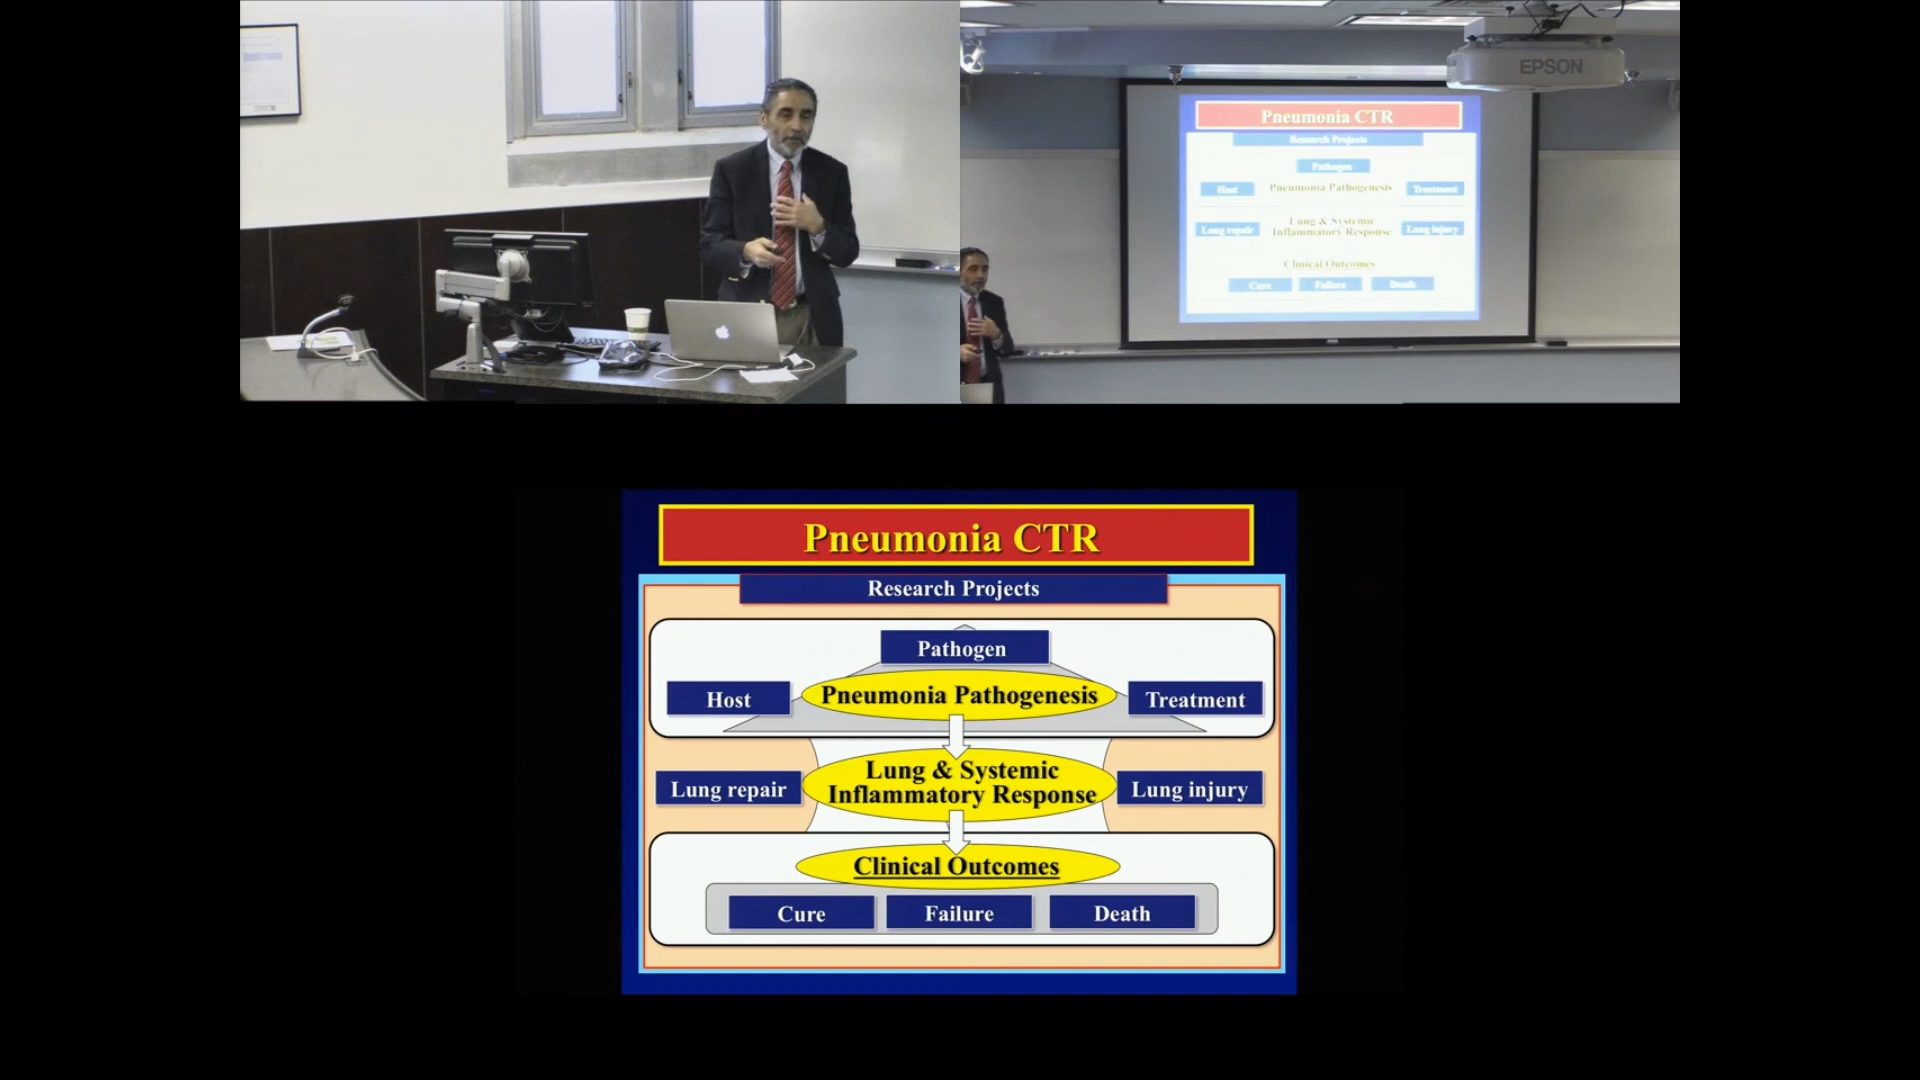 EPSON
Pneumonia CTR
Research Projects
Pathogen
Host
Pneumonia Pathogenesis
Treatment
Lung repair
Lung & Systemic
Inflammatory Response
Lung injury
Clinical Outcomes
Cure
Failure
Death
Pneumonia CTR
Research Projects
Pathogen
Host
Pneumonia Pathogenesis
Treatment
Lung repair
Lung & Systemic
Inflammatory Response
Lung injury
Clinical Outcomes
Cure
Failure
Death